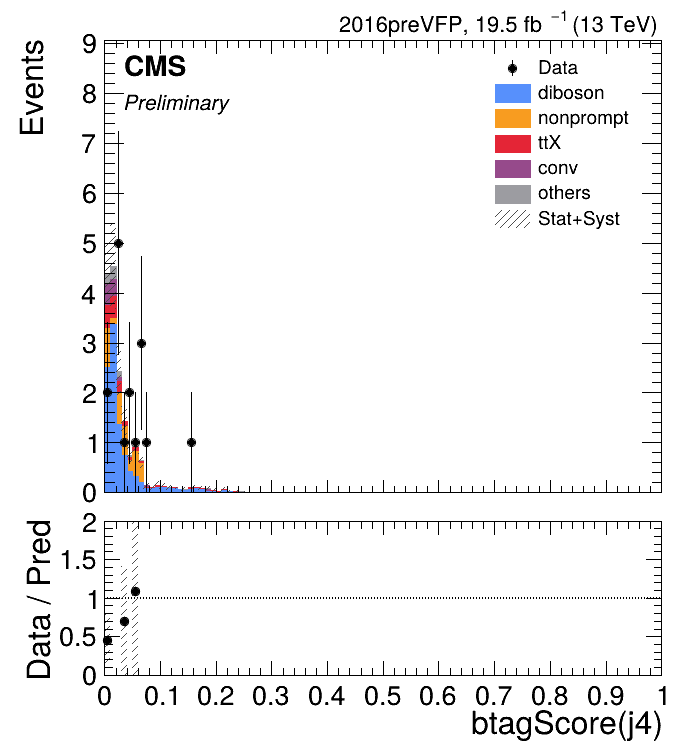 2016preVFP, 19.5 fb ⁻¹ (13 TeV)
CMS
Preliminary
Data
diboson
nonprompt
ttX
conv
others
Stat+Syst
Events
9
8
7
6
5
4
3
2
1
0
Data / Pred
2
1.5
1
0.5
0
0 0.1 0.2 0.3 0.4 0.5 0.6 0.7 0.8 0.9 1
btagScore(j4)